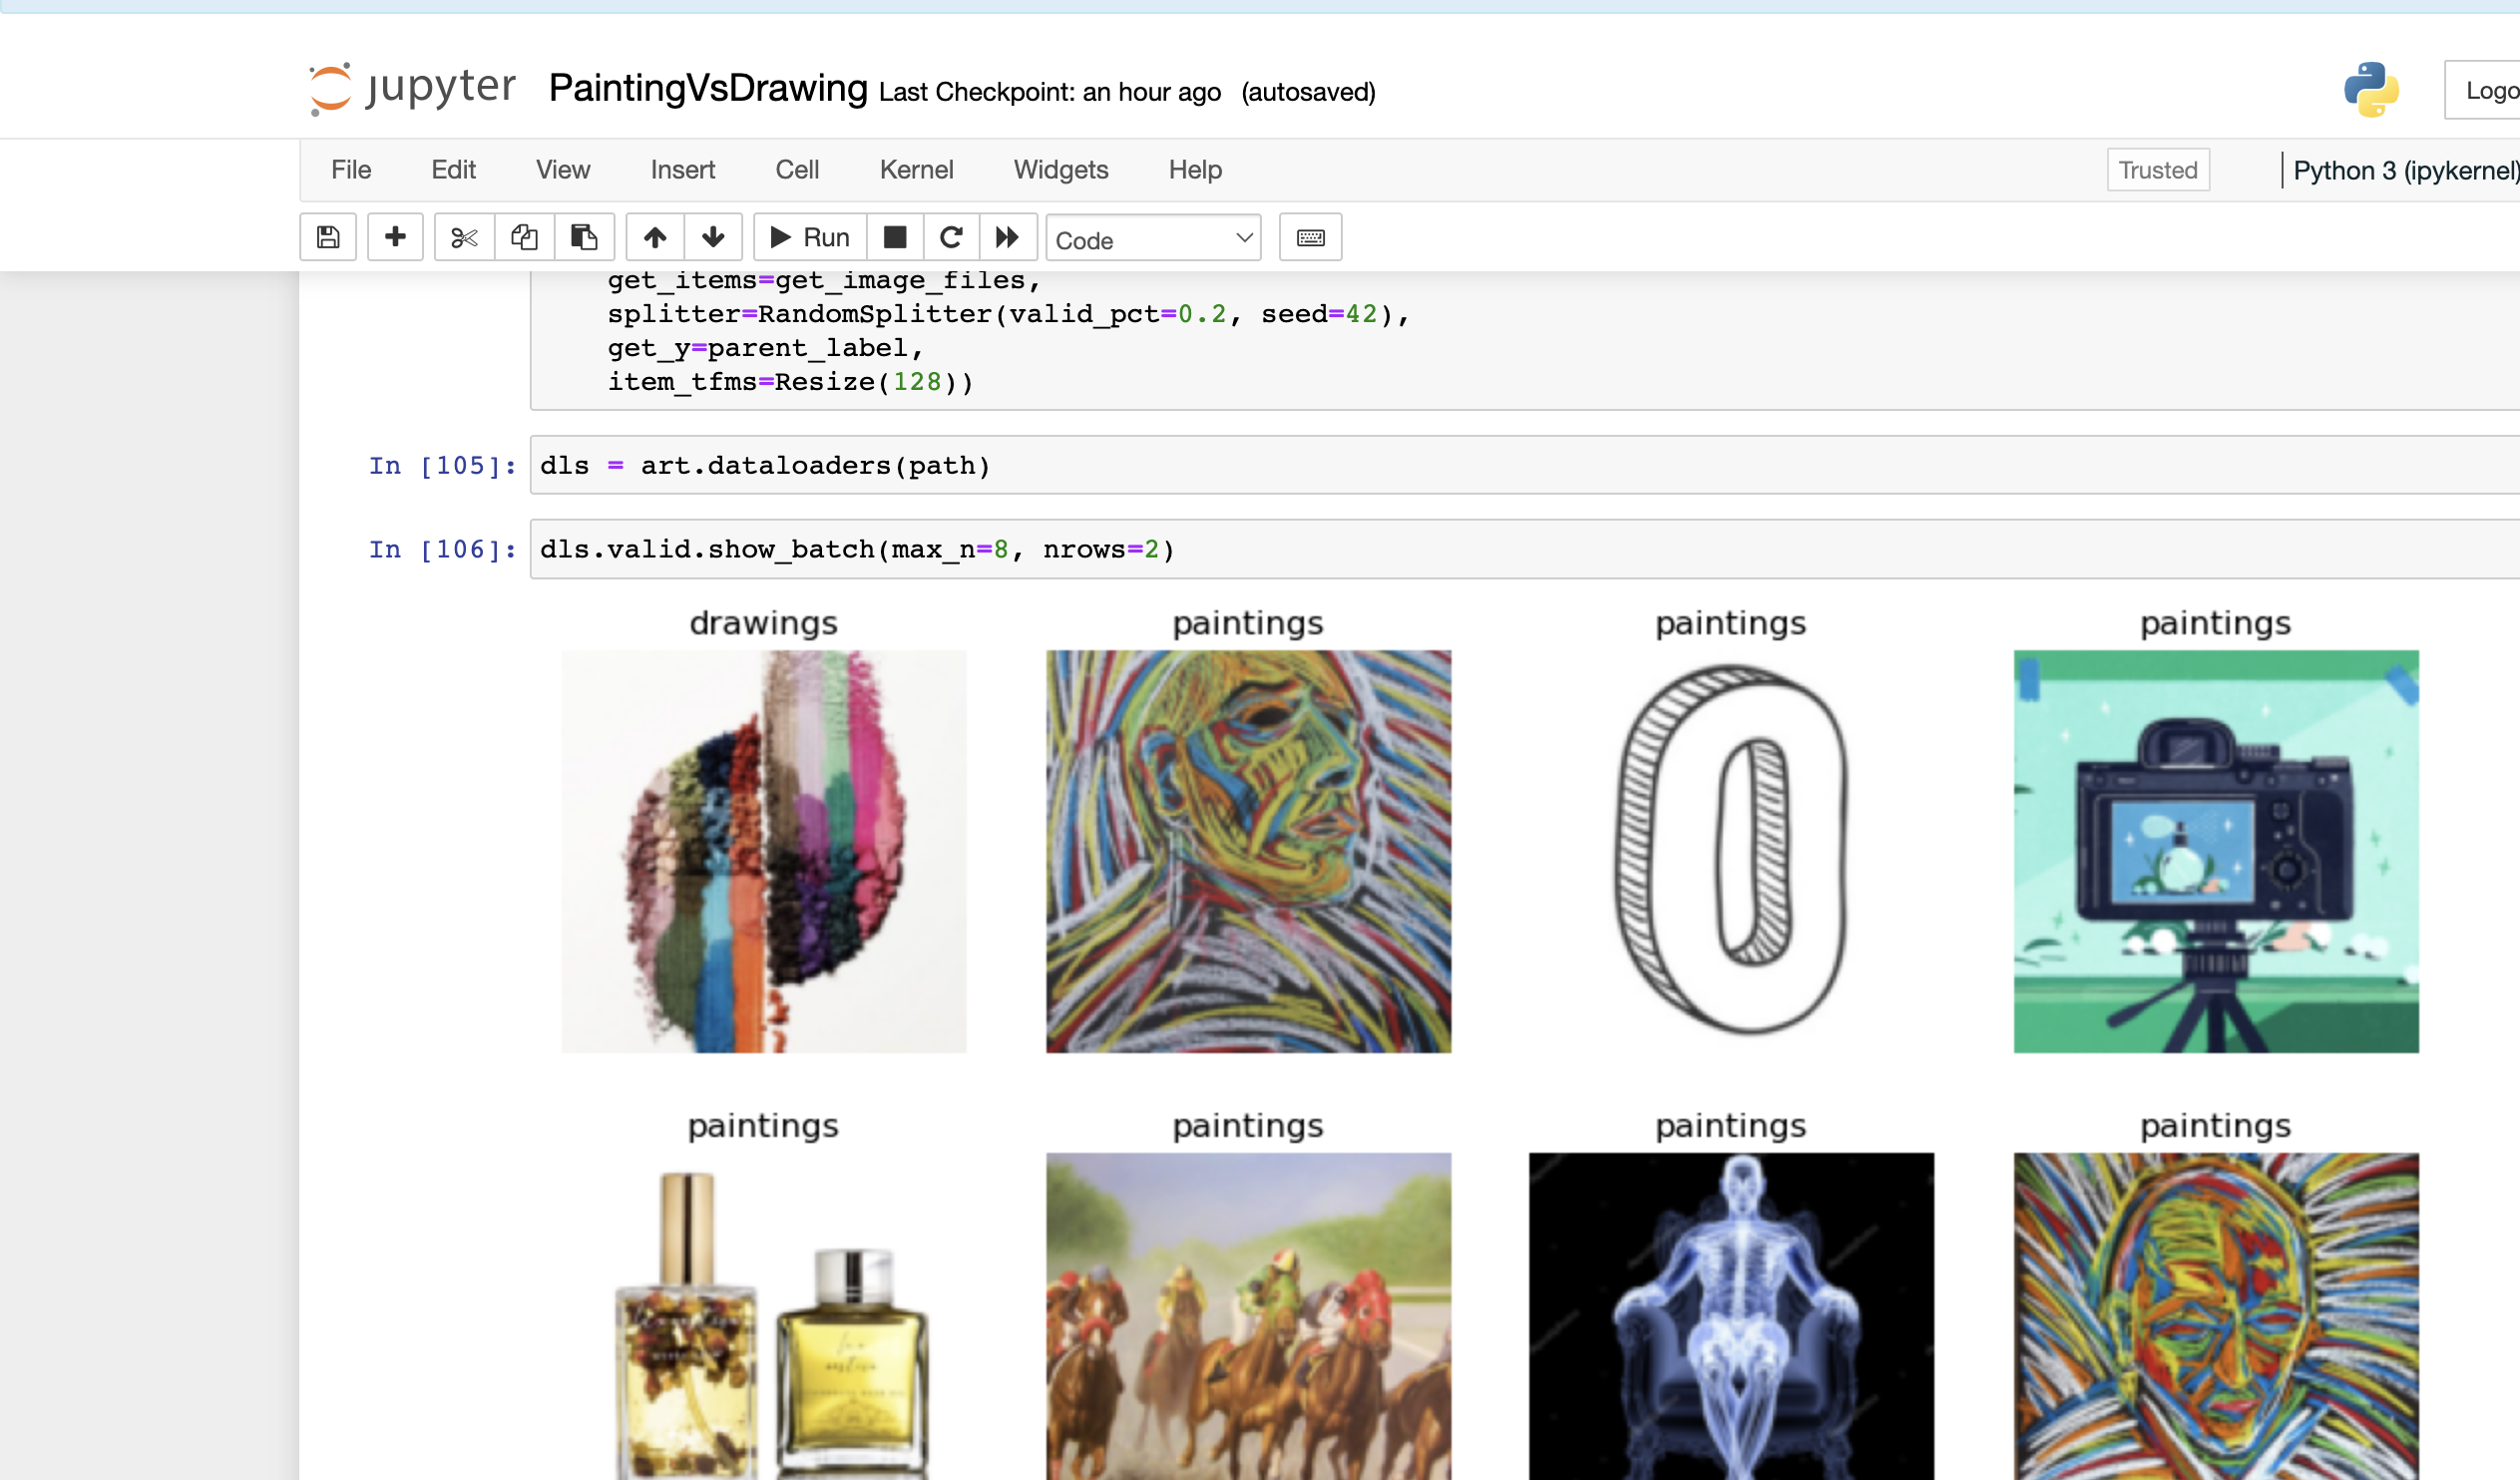 jupyter PaintingVsDrawing Last Checkpoint: an hour ago (autosaved)
Logo
File Edit View Insert Cell Kernel Widgets Help
Trusted
Python 3 (ipykernel)
Run
Code
get_items=get_image_files,
splitter=RandomSplitter(valid_pct=0.2, seed=42),
get_y=parent_label,
item_tfms=Resize(128))
In [105]: dls = art.dataloaders(path)
In [106]: dls.valid.show_batch(max_n=8, nrows=2)
drawings paintings paintings paintings
0
paintings paintings paintings paintings